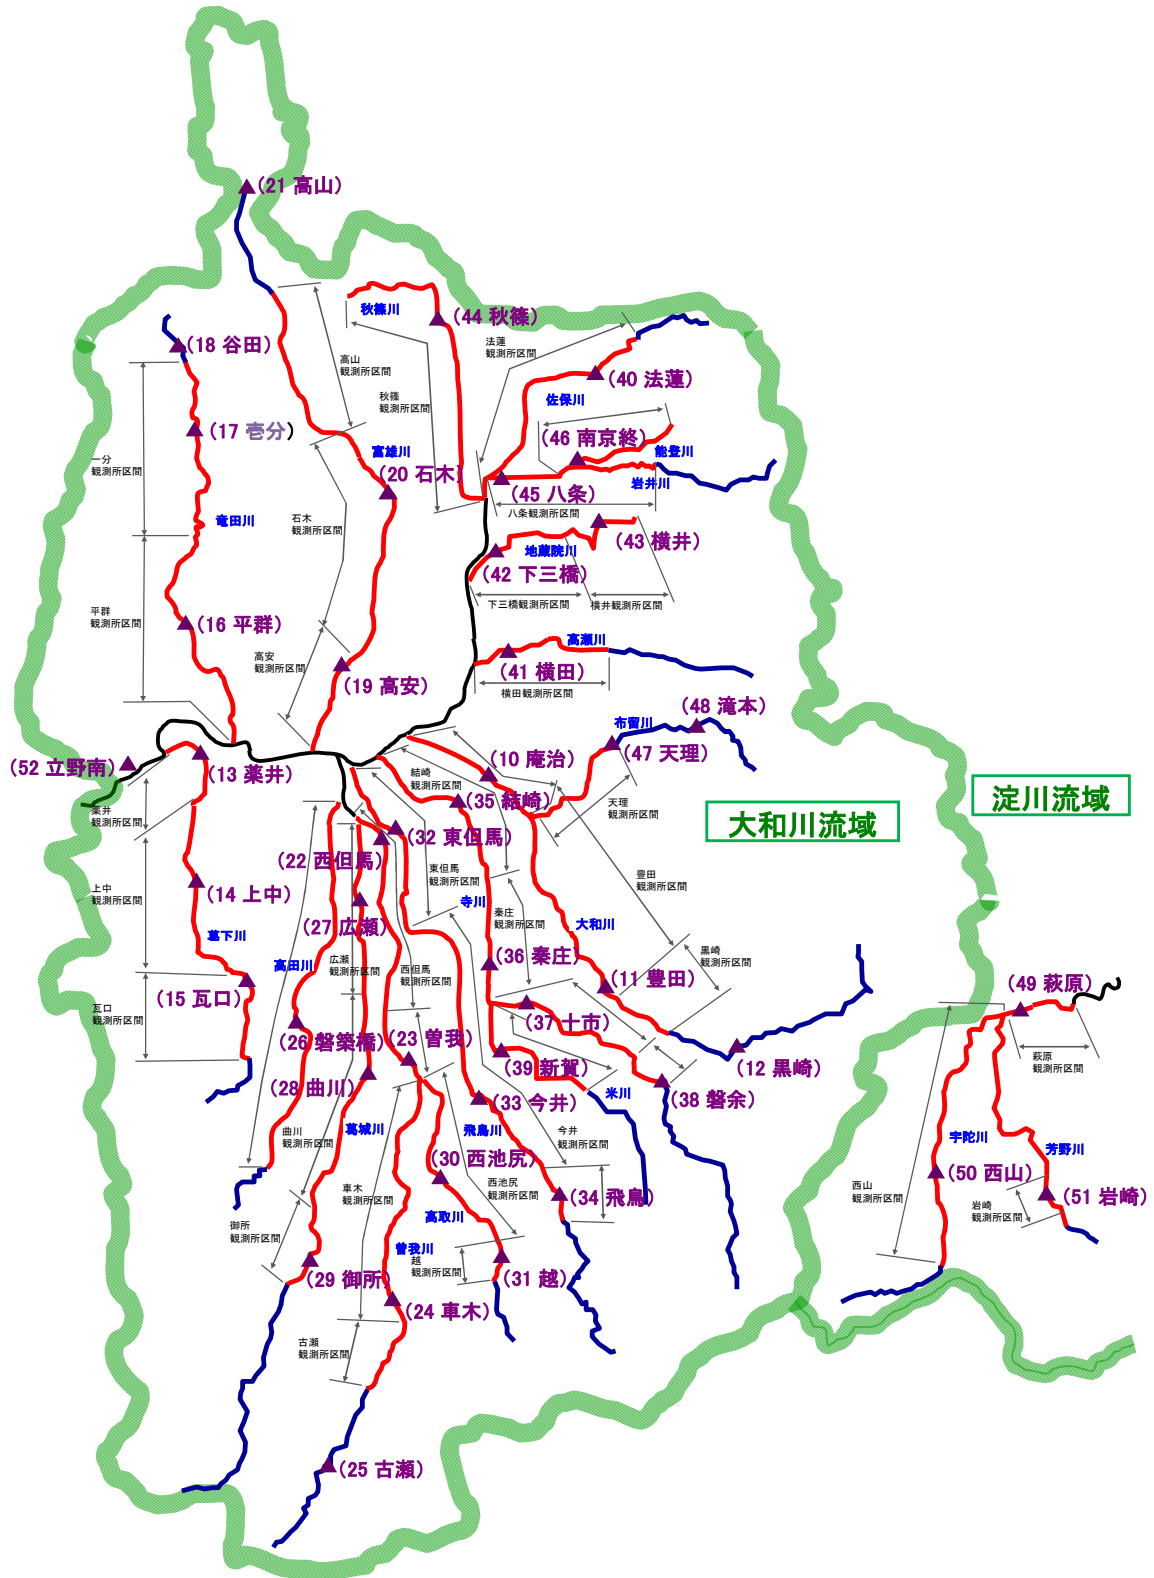 (21 高山)
秋篠川
(44 秋篠)
法蓮
観測所区間
(18 谷田)
高山
観測所区間
(40 法蓮)
秋篠
観測所区間
佐保川
(17 壱分)
(46 南京終)
富雄川
能登川
一分
観測所区間
(20 石木)
岩井川
(45 八条)
八条観測所区間
竜田川
石木
観測所区間
(43 横井)
地蔵院川
(42 下三橋)
下三橋観測所区間
横井観測所区間
平群
観測所区間
(16 平群)
高瀬川
高安
観測所区間
(41 横田)
(19 高安)
横田観測所区間
(48 滝本)
布留川
(47 天理)
(52 立野南)
(13 薬井)
(10 庵治)
結崎
観測所区間
淀川流域
(35 結崎)
天理
観測所区間
薬井
観測所区間
大和川流域
(32 東但馬)
(22 西但馬)
東但馬
観測所区間
豊田
観測所区間
上中
観測所区間
(14 上中)
寺川
(27 広瀬)
秦庄
観測所区間
大和川
葛下川
高田川
広瀬
観測所区間
西但馬
観測所区間
(36 秦庄)
黒崎
観測所区間
(11 豊田)
(49 萩原)
(15 瓦口)
瓦口
観測所区間
(37 十市)
(26 磐築橋)
(23 曽我)
(39 新賀)
(12 黒崎)
萩原
観測所区間
(28 曲川)
(33 今井)
米川
(38 磐余)
曲川
観測所区間
葛城川
飛鳥川
今井
観測所区間
宇陀川
芳野川
(30 西池尻)
(50 西山)
車木
観測所区間
西池尻
観測所区間
(34 飛鳥)
西山
観測所区間
(51 岩崎)
岩崎
観測所区間
高取川
御所
観測所区間
曽我川
越
観測所区間
(29 御所)
(31 越)
(24 車木)
古瀬
観測所区間
(25 古瀬)